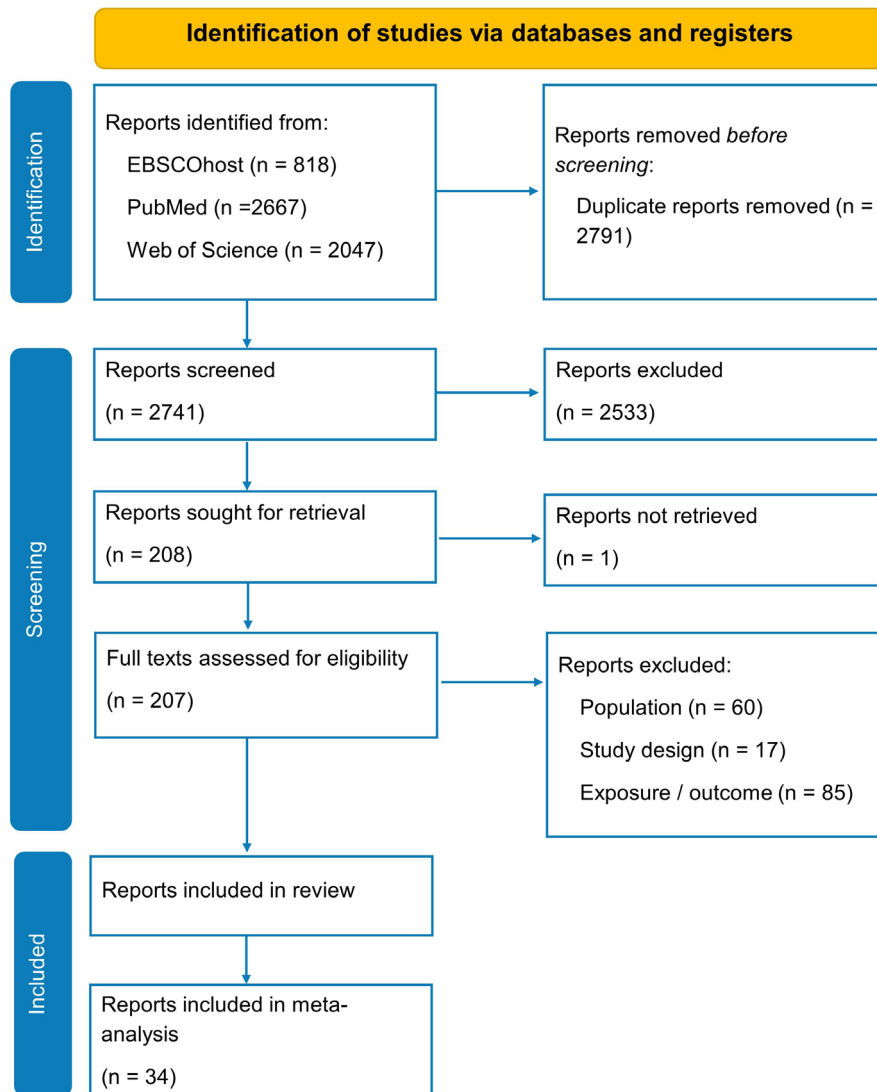 Identification of studies via databases and registers
Identification
Reports identified from:
EBSCOhost (n = 818)
PubMed (n =2667)
Web of Science (n = 2047)
Reports removed before
screening:
Duplicate reports removed (n =
2791)
Screening
Reports screened
(n = 2741)
Reports excluded
(n = 2533)
Reports sought for retrieval
(n = 208)
Reports not retrieved
(n = 1)
Full texts assessed for eligibility
(n = 207)
Reports excluded:
Population (n = 60)
Study design (n = 17)
Exposure / outcome (n = 85)
Included
Reports included in review
Reports included in meta-
analysis
(n = 34)